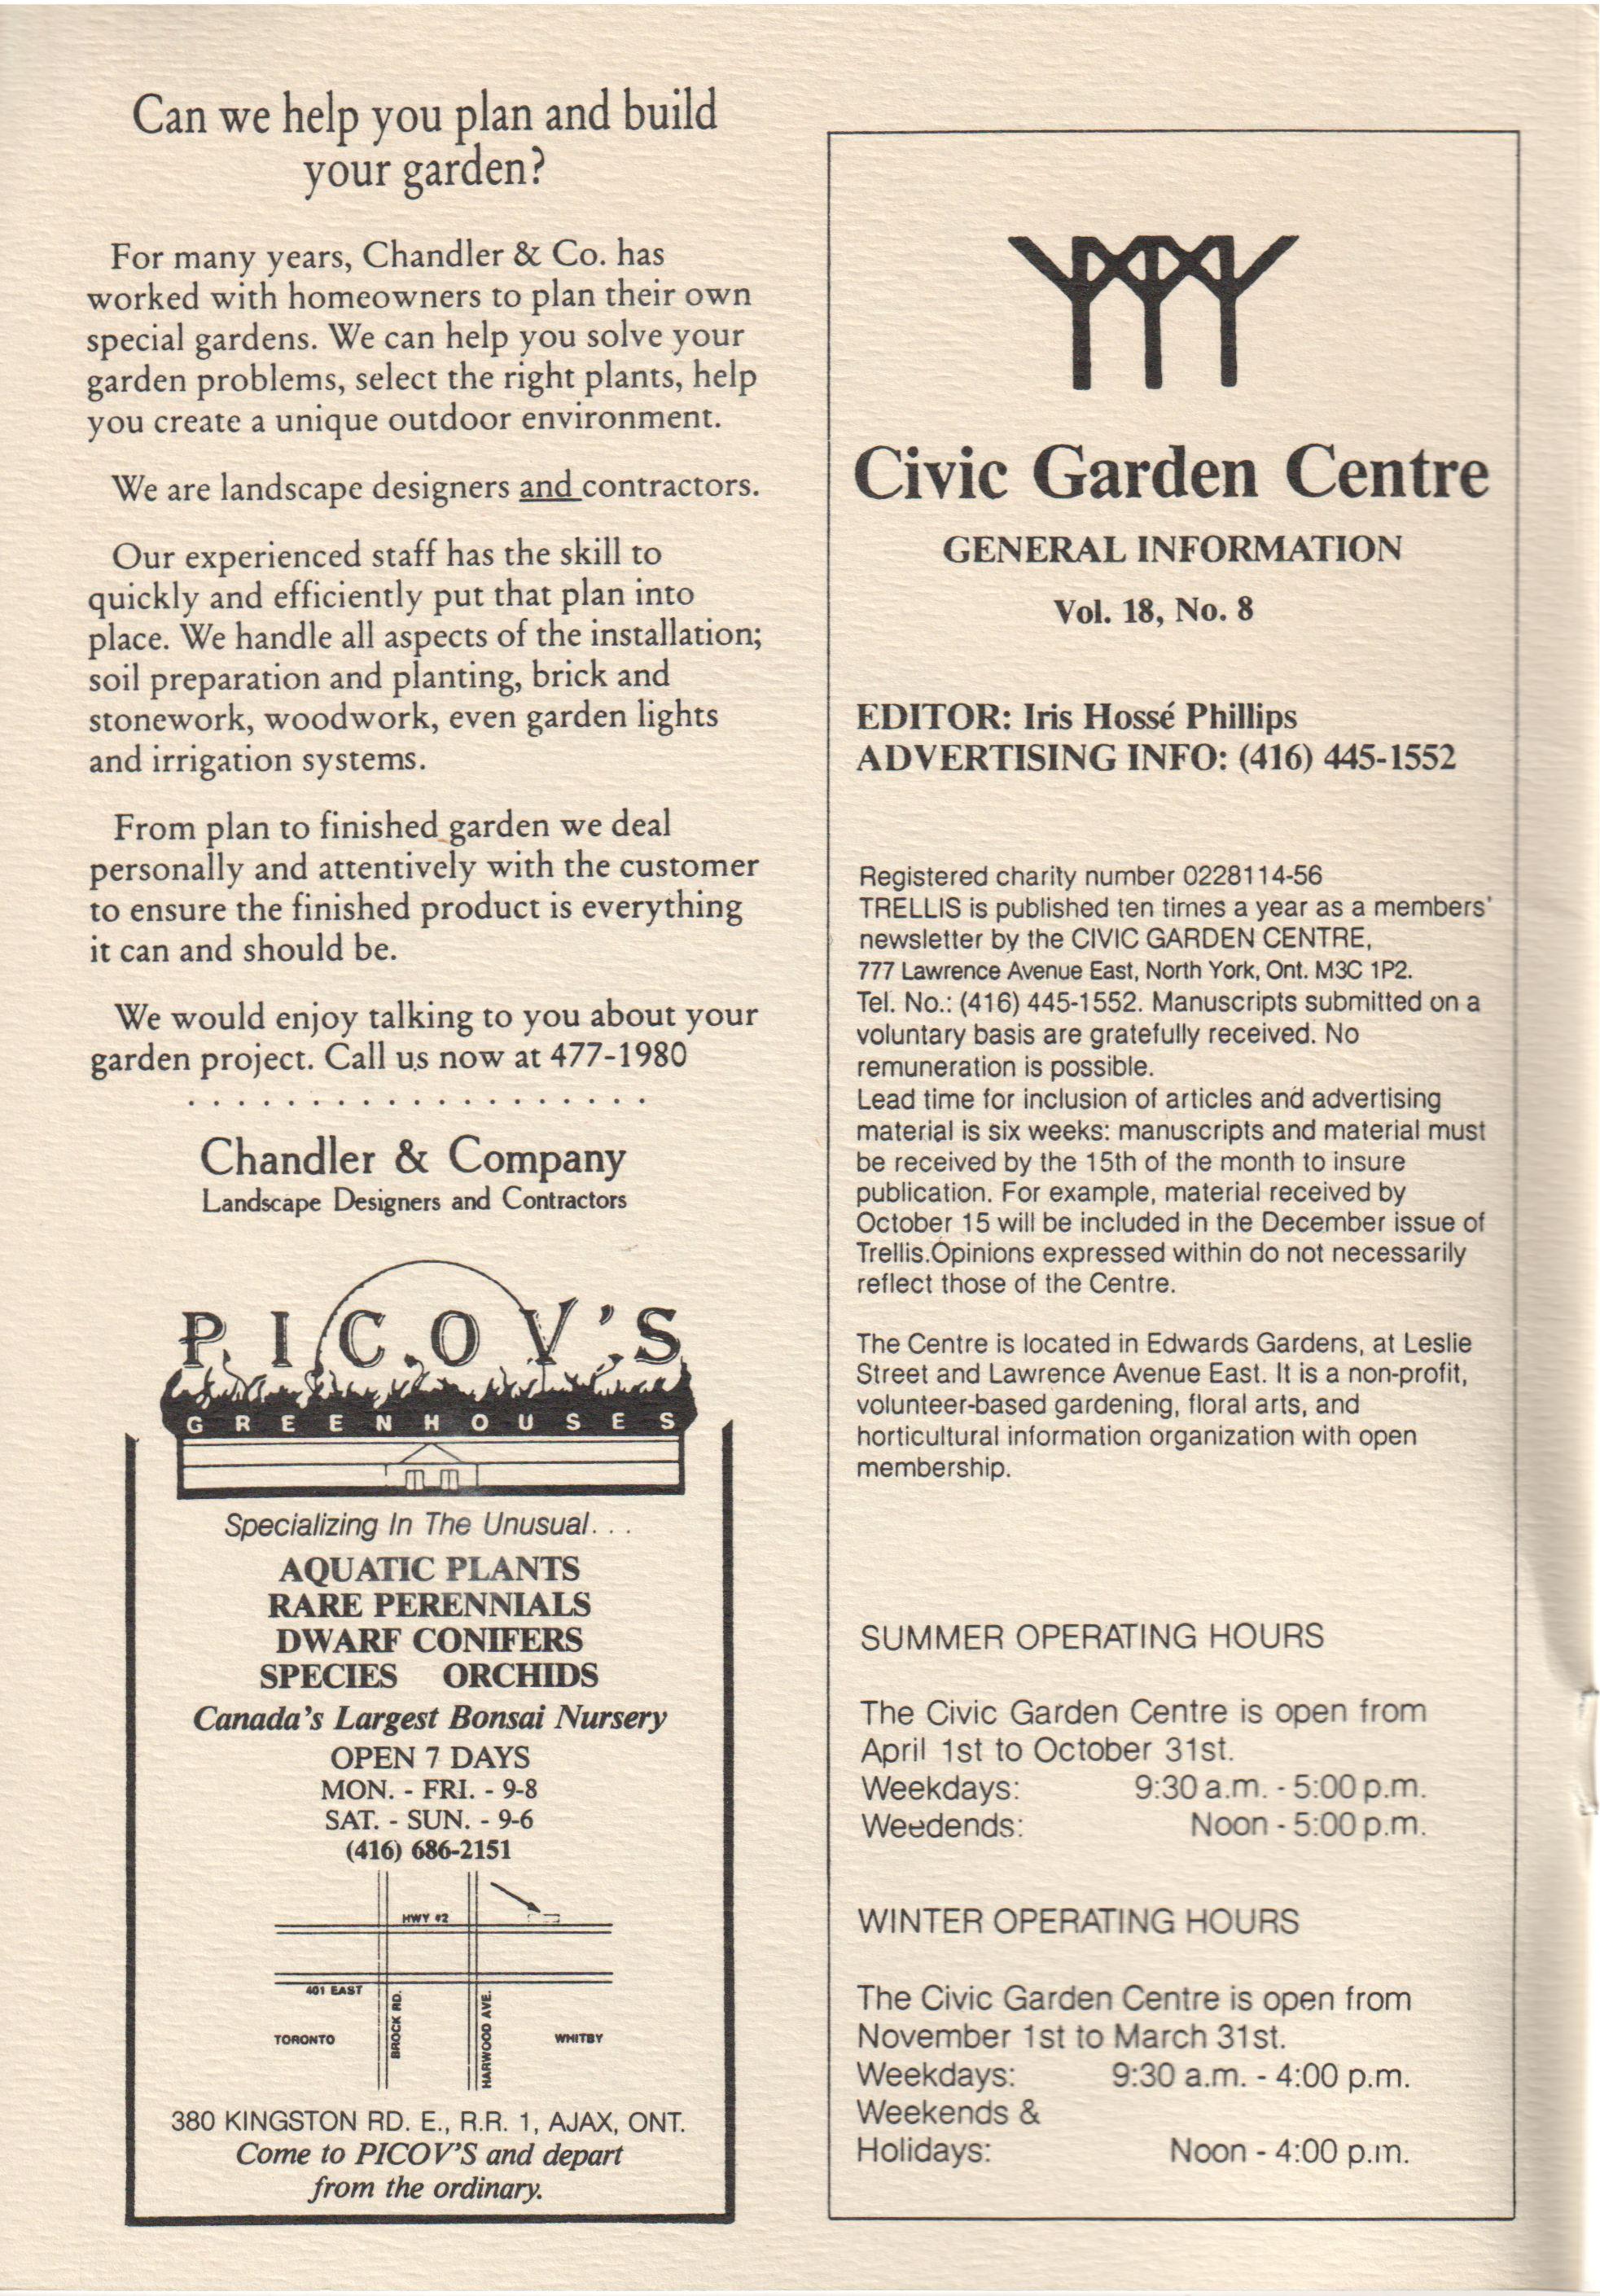 Can we help you plan and build
your garden?
For many years, Chandler & Co. has
worked with homeowners to plan their own
special gardens. We can help you solve your
garden problems, select the right plants, help
you create a unique outdoor environment.
We are landscape designers and contractors.
Our experienced staff has the skill to
quickly and efficiently put that plan into
place. We handle all aspects of the installation;
soil preparation and planting, brick and
stonework, woodwork, even garden lights
and irrigation systems.
From plan to finished garden we deal
personally and attentively with the customer
to ensure the finished product is everything
it can and should be.
We would enjoy talking to you about your
garden project. Call us now at 477-1980
. . . . . . . . . . . . . . . . . . .
Chandler & Company
Landscape Designers and Contractors
P.I.C.O.V.'S
GREENHOUSES
Specializing In The Unusual. . .
AQUATIC PLANTS
RARE PERENNIALS
DWARF CONIFERS
SPECIES ORCHIDS
Canada's Largest Bonsai Nursery
OPEN 7 DAYS
MON. - FRI. - 9-8
SAT. - SUN. - 9-6
(416) 686-2151
HWY #2
401 EAST
TORONTO
BROCK RD.
HARWOOD AVE.
WHITBY
380 KINGSTON RD. E., R.R. 1, AJAX, ONT.
Come to PICOV'S and depart
from the ordinary.
Civic Garden Centre
GENERAL INFORMATION
Vol. 18, No. 8
EDITOR: Iris Hossé Phillips
ADVERTISING INFO: (416) 445-1552
Registered charity number 0228114-56
TRELLIS is published ten times a year as a members'
newsletter by the CIVIC GARDEN CENTRE,
777 Lawrence Avenue East, North York, Ont. M3C 1P2.
Tel. No.: (416) 445-1552. Manuscripts submitted on a
voluntary basis are gratefully received. No
remuneration is possible.
Lead time for inclusion of articles and advertising
material is six weeks: manuscripts and material must
be received by the 15th of the month to insure
publication. For example, material received by
October 15 will be included in the December issue of
Trellis.Opinions expressed within do not necessarily
reflect those of the Centre.
The Centre is located in Edwards Gardens, at Leslie
Street and Lawrence Avenue East. It is a non-profit,
volunteer-based gardening, floral arts, and
horticultural information organization with open
membership.
SUMMER OPERATING HOURS
The Civic Garden Centre is open from
April 1st to October 31st.
Weekdays: 9:30 a.m. - 5:00 p.m.
Weedends: Noon - 5:00 p.m.
WINTER OPERATING HOURS
The Civic Garden Centre is open from
November 1st to March 31st.
Weekdays: 9:30 a.m. - 4:00 p.m.
Weekends &
Holidays: Noon - 4:00 p.m.